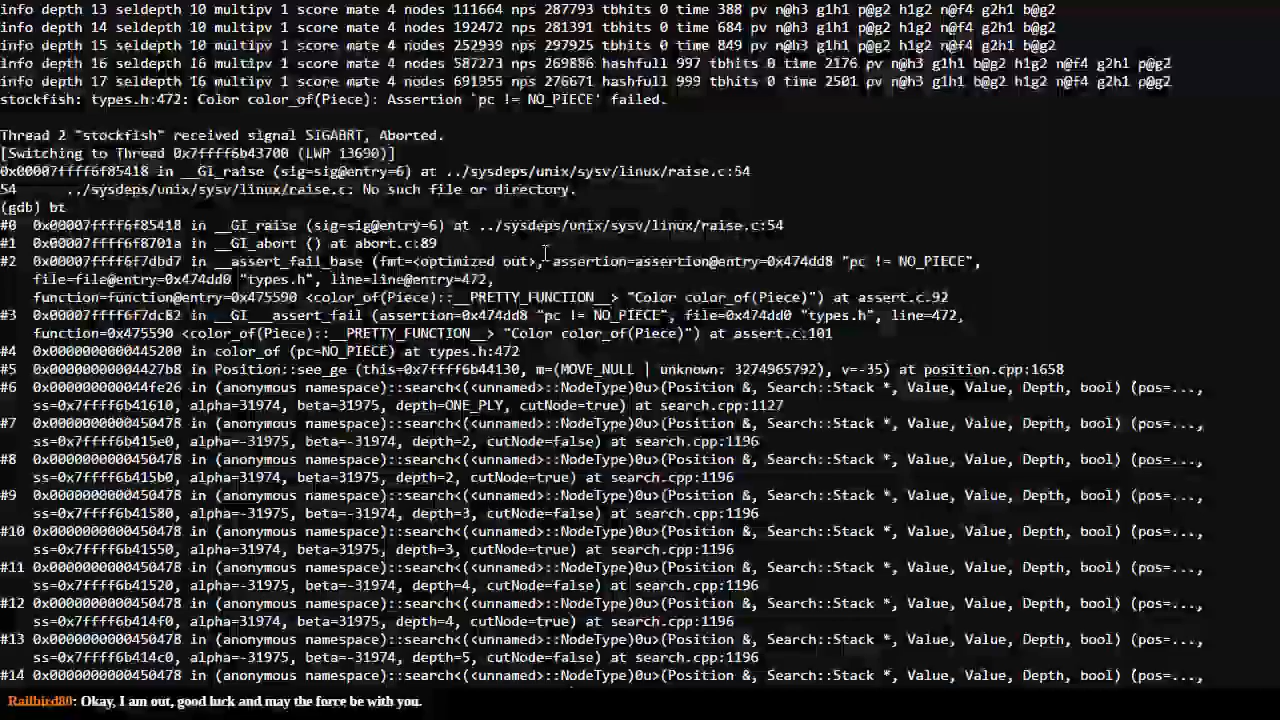 info depth 13 seldepth 10 multipv 1 score mate 4 nodes 111664 nps 287793 tbhits 0 time 388 pv n@h3 g1h1 p@g2 h1g2 n@f4 g2h1 b@g2
info depth 14 seldepth 10 multipv 1 score mate 4 nodes 192472 nps 281391 tbhits 0 time 684 pv n@h3 g1h1 p@g2 h1g2 n@f4 g2h1 b@g2
info depth 15 seldepth 10 multipv 1 score mate 4 nodes 252939 nps 297925 tbhits 0 time 849 pv n@h3 g1h1 p@g2 h1g2 n@f4 g2h1 b@g2
info depth 16 seldepth 16 multipv 1 score mate 4 nodes 587273 nps 269886 hashfull 997 tbhits 0 time 2176 pv n@h3 g1h1 b@g2 h1g2 n@f4 g2h1 p@g2
info depth 17 seldepth 16 multipv 1 score mate 4 nodes 691955 nps 276671 hashfull 999 tbhits 0 time 2501 pv n@h3 g1h1 b@g2 h1g2 n@f4 g2h1 p@g2
stockfish: types.h:472: Color color_of(Piece): Assertion `pc != NO_PIECE' failed.
Thread 2 "stockfish" received signal SIGABRT, Aborted.
[Switching to Thread 0x7ffff6b43700 (LWP 13690)]
0x00007ffff6f85418 in __GI_raise (sig=sig@entry=6) at ../sysdeps/unix/sysv/linux/raise.c:54
54 ../sysdeps/unix/sysv/linux/raise.c: No such file or directory.
(gdb) bt
#0 0x00007ffff6f85418 in __GI_raise (sig=sig@entry=6) at ../sysdeps/unix/sysv/linux/raise.c:54
#1 0x00007ffff6f8701a in __GI_abort () at abort.c:89
#2 0x00007ffff6f7dbd7 in __assert_fail_base (fmt=<optimized out>, assertion=assertion@entry=0x474dd8 "pc != NO_PIECE",
file=file@entry=0x474dd0 "types.h", line=line@entry=472,
function=function@entry=0x475590 <color_of(Piece)::__PRETTY_FUNCTION__> "Color color_of(Piece)") at assert.c:92
#3 0x00007ffff6f7dc82 in __GI___assert_fail (assertion=0x474dd8 "pc != NO_PIECE", file=0x474dd0 "types.h", line=472,
function=0x475590 <color_of(Piece)::__PRETTY_FUNCTION__> "Color color_of(Piece)") at assert.c:101
#4 0x0000000000445200 in color_of (pc=NO_PIECE) at types.h:472
#5 0x00000000004427b8 in Position::see_ge (this=0x7ffff6b44130, m=(MOVE_NULL | unknown: 3274965792), v=-35) at position.cpp:1658
#6 0x000000000044fe26 in (anonymous namespace)::search<(<unnamed>::NodeType)0u>(Position &, Search::Stack *, Value, Value, Depth, bool) (pos=...,
ss=0x7ffff6b41610, alpha=31974, beta=31975, depth=ONE_PLY, cutNode=true) at search.cpp:1127
#7 0x0000000000450478 in (anonymous namespace)::search<(<unnamed>::NodeType)0u>(Position &, Search::Stack *, Value, Value, Depth, bool) (pos=...,
ss=0x7ffff6b415e0, alpha=-31975, beta=-31974, depth=2, cutNode=false) at search.cpp:1196
#8 0x0000000000450478 in (anonymous namespace)::search<(<unnamed>::NodeType)0u>(Position &, Search::Stack *, Value, Value, Depth, bool) (pos=...,
ss=0x7ffff6b415b0, alpha=31974, beta=31975, depth=2, cutNode=true) at search.cpp:1196
#9 0x0000000000450478 in (anonymous namespace)::search<(<unnamed>::NodeType)0u>(Position &, Search::Stack *, Value, Value, Depth, bool) (pos=...,
ss=0x7ffff6b41580, alpha=-31975, beta=-31974, depth=3, cutNode=false) at search.cpp:1196
#10 0x0000000000450478 in (anonymous namespace)::search<(<unnamed>::NodeType)0u>(Position &, Search::Stack *, Value, Value, Depth, bool) (pos=...,
ss=0x7ffff6b41550, alpha=31974, beta=31975, depth=3, cutNode=true) at search.cpp:1196
#11 0x0000000000450478 in (anonymous namespace)::search<(<unnamed>::NodeType)0u>(Position &, Search::Stack *, Value, Value, Depth, bool) (pos=...,
ss=0x7ffff6b41520, alpha=-31975, beta=-31974, depth=4, cutNode=false) at search.cpp:1196
#12 0x0000000000450478 in (anonymous namespace)::search<(<unnamed>::NodeType)0u>(Position &, Search::Stack *, Value, Value, Depth, bool) (pos=...,
ss=0x7ffff6b414f0, alpha=31974, beta=31975, depth=4, cutNode=true) at search.cpp:1196
#13 0x0000000000450478 in (anonymous namespace)::search<(<unnamed>::NodeType)0u>(Position &, Search::Stack *, Value, Value, Depth, bool) (pos=...,
ss=0x7ffff6b414c0, alpha=-31975, beta=-31974, depth=5, cutNode=false) at search.cpp:1196
#14 0x0000000000450478 in (anonymous namespace)::search<(<unnamed>::NodeType)0u>(Position &, Search::Stack *, Value, Value, Depth, bool) (pos=...,
Railbird80: Okay, I am out, good luck and may the force be with you.